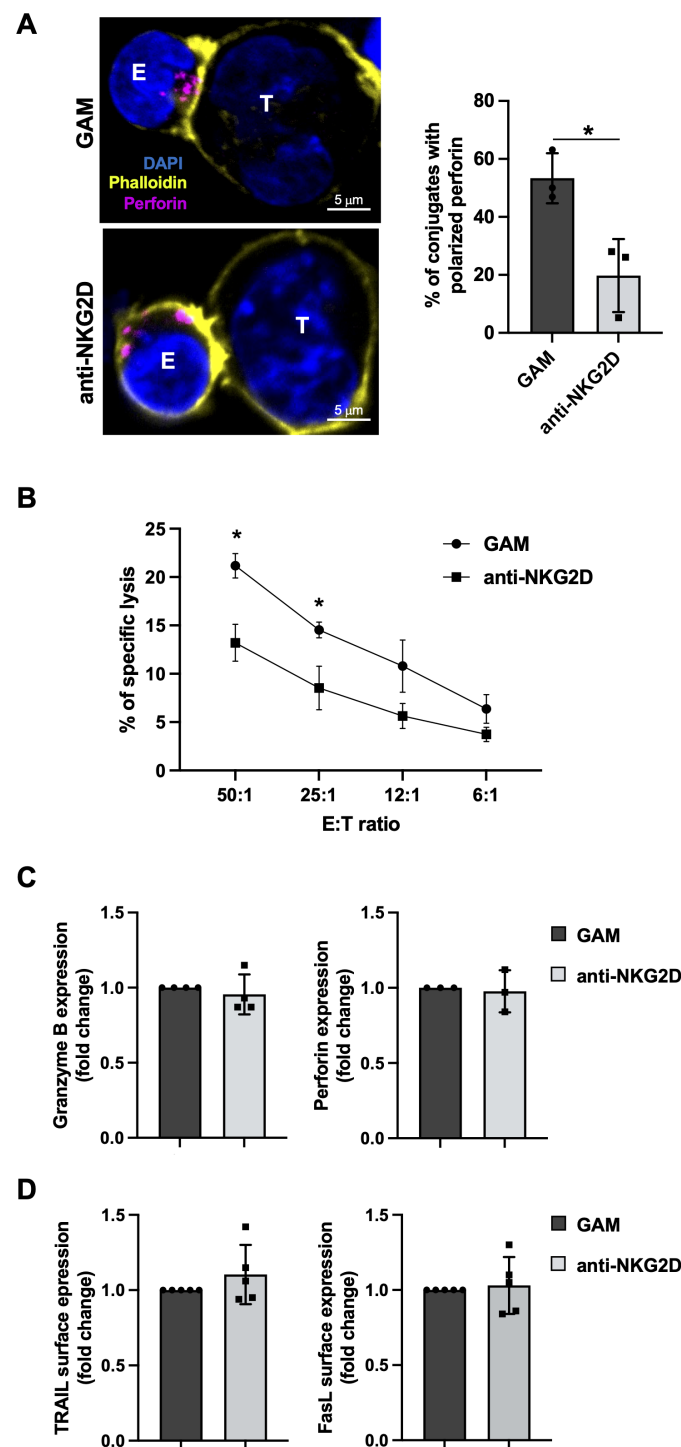 A
GAM
E
T
DAPI
Phalloidin
Perforin
5 μm
anti-NKG2D
E
T
5 μm
% of conjugates with
polarized perforin
80
60
40
20
0
*
GAM
anti-NKG2D
B
% of specific lysis
25
20
15
10
5
0
*
*
GAM
anti-NKG2D
50:1
25:1
12:1
6:1
E:T ratio
C
Granzyme B expression
(fold change)
1.5
1.0
0.5
0.0
Perforin expression
(fold change)
1.5
1.0
0.5
0.0
GAM
anti-NKG2D
D
TRAIL surface epression
(fold change)
1.5
1.0
0.5
0.0
FasL surface expression
(fold change)
1.5
1.0
0.5
0.0
GAM
anti-NKG2D